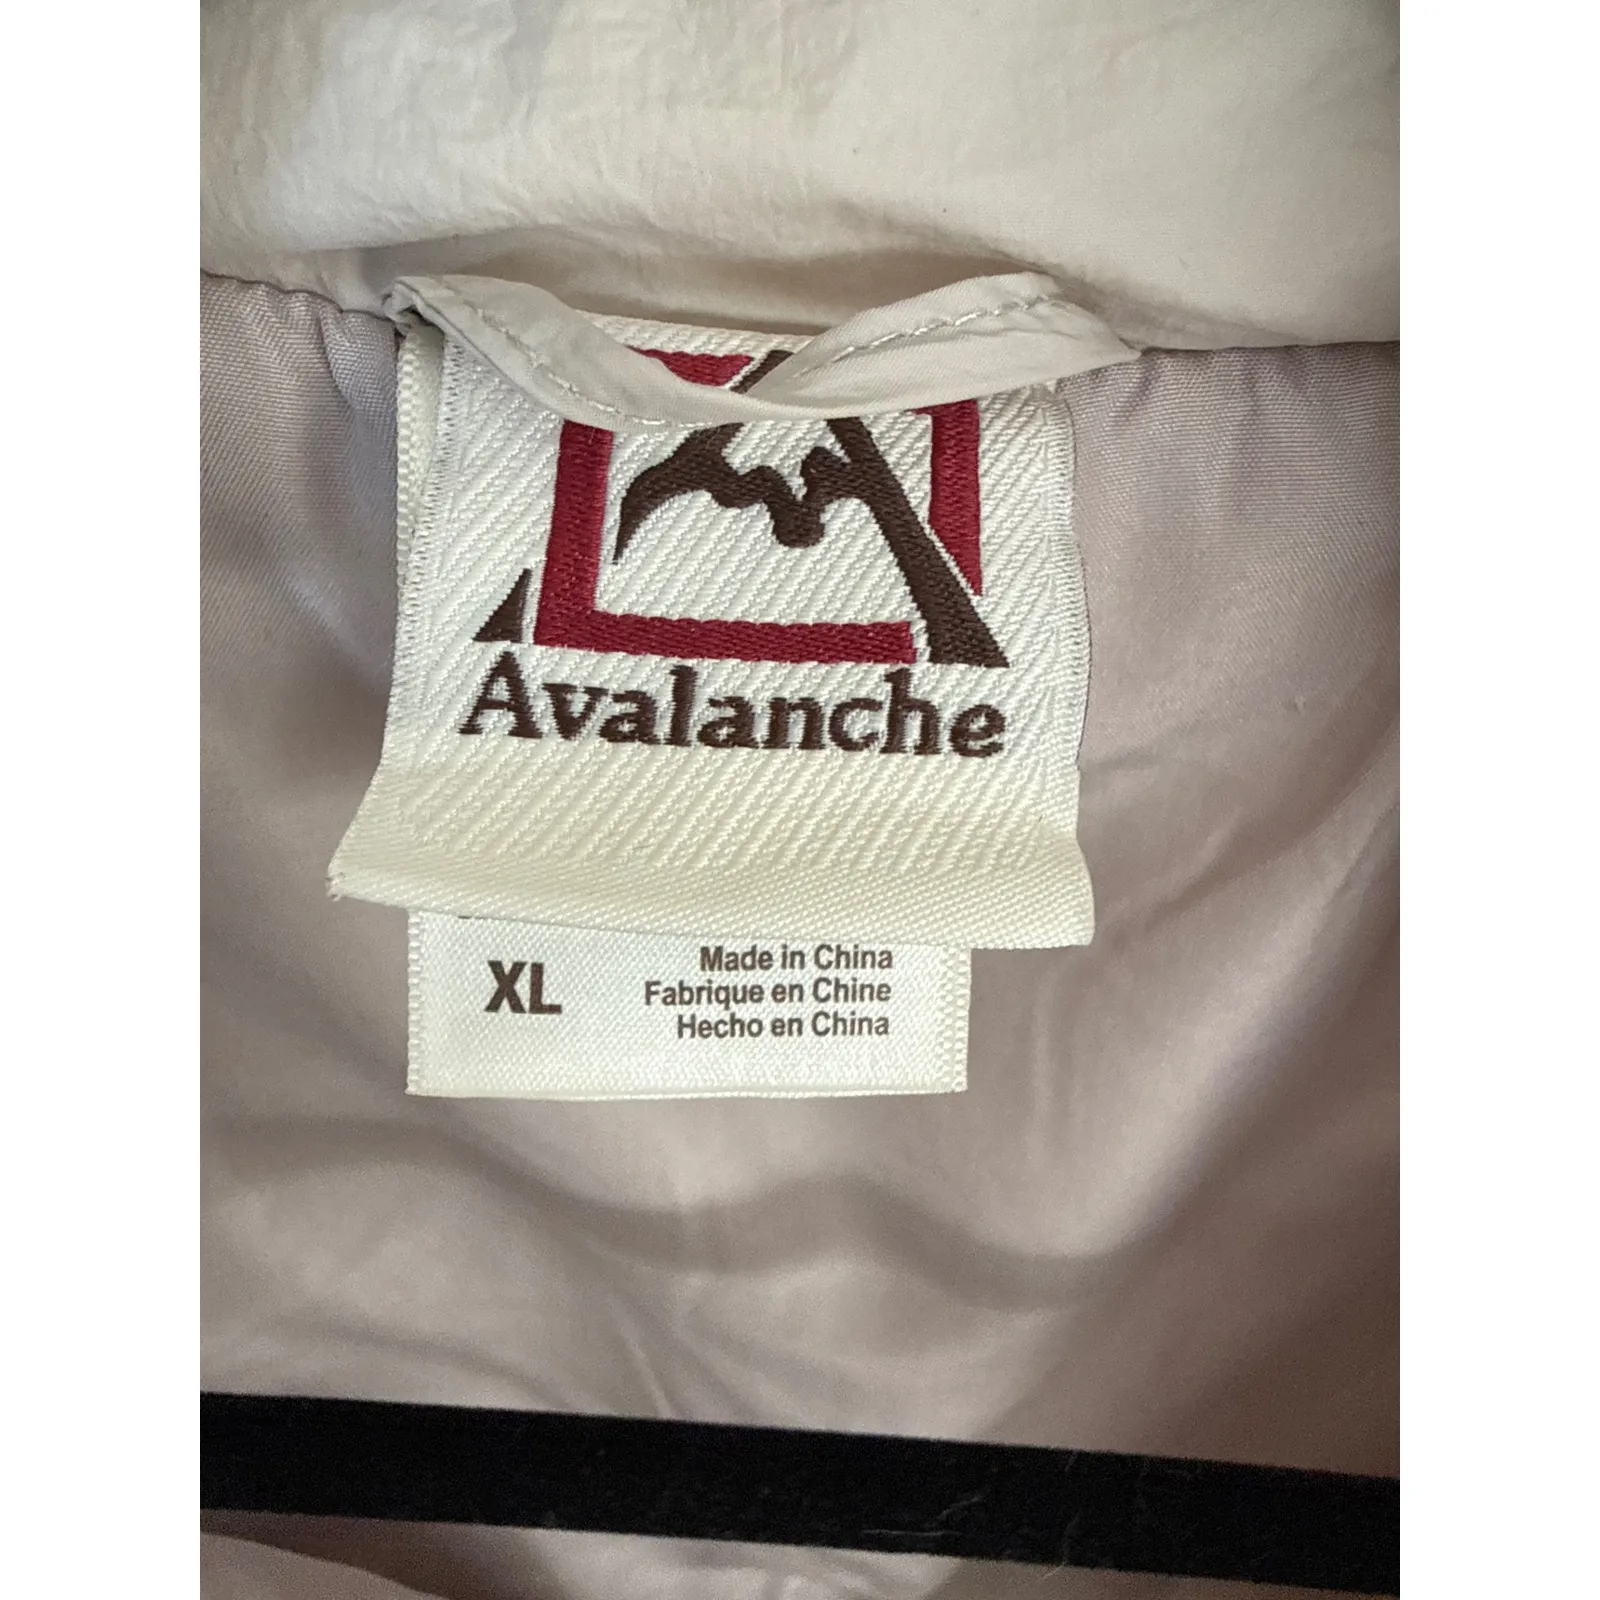 Avalanche
XL
Made in China
Fabrique en Chine
Hecho en China